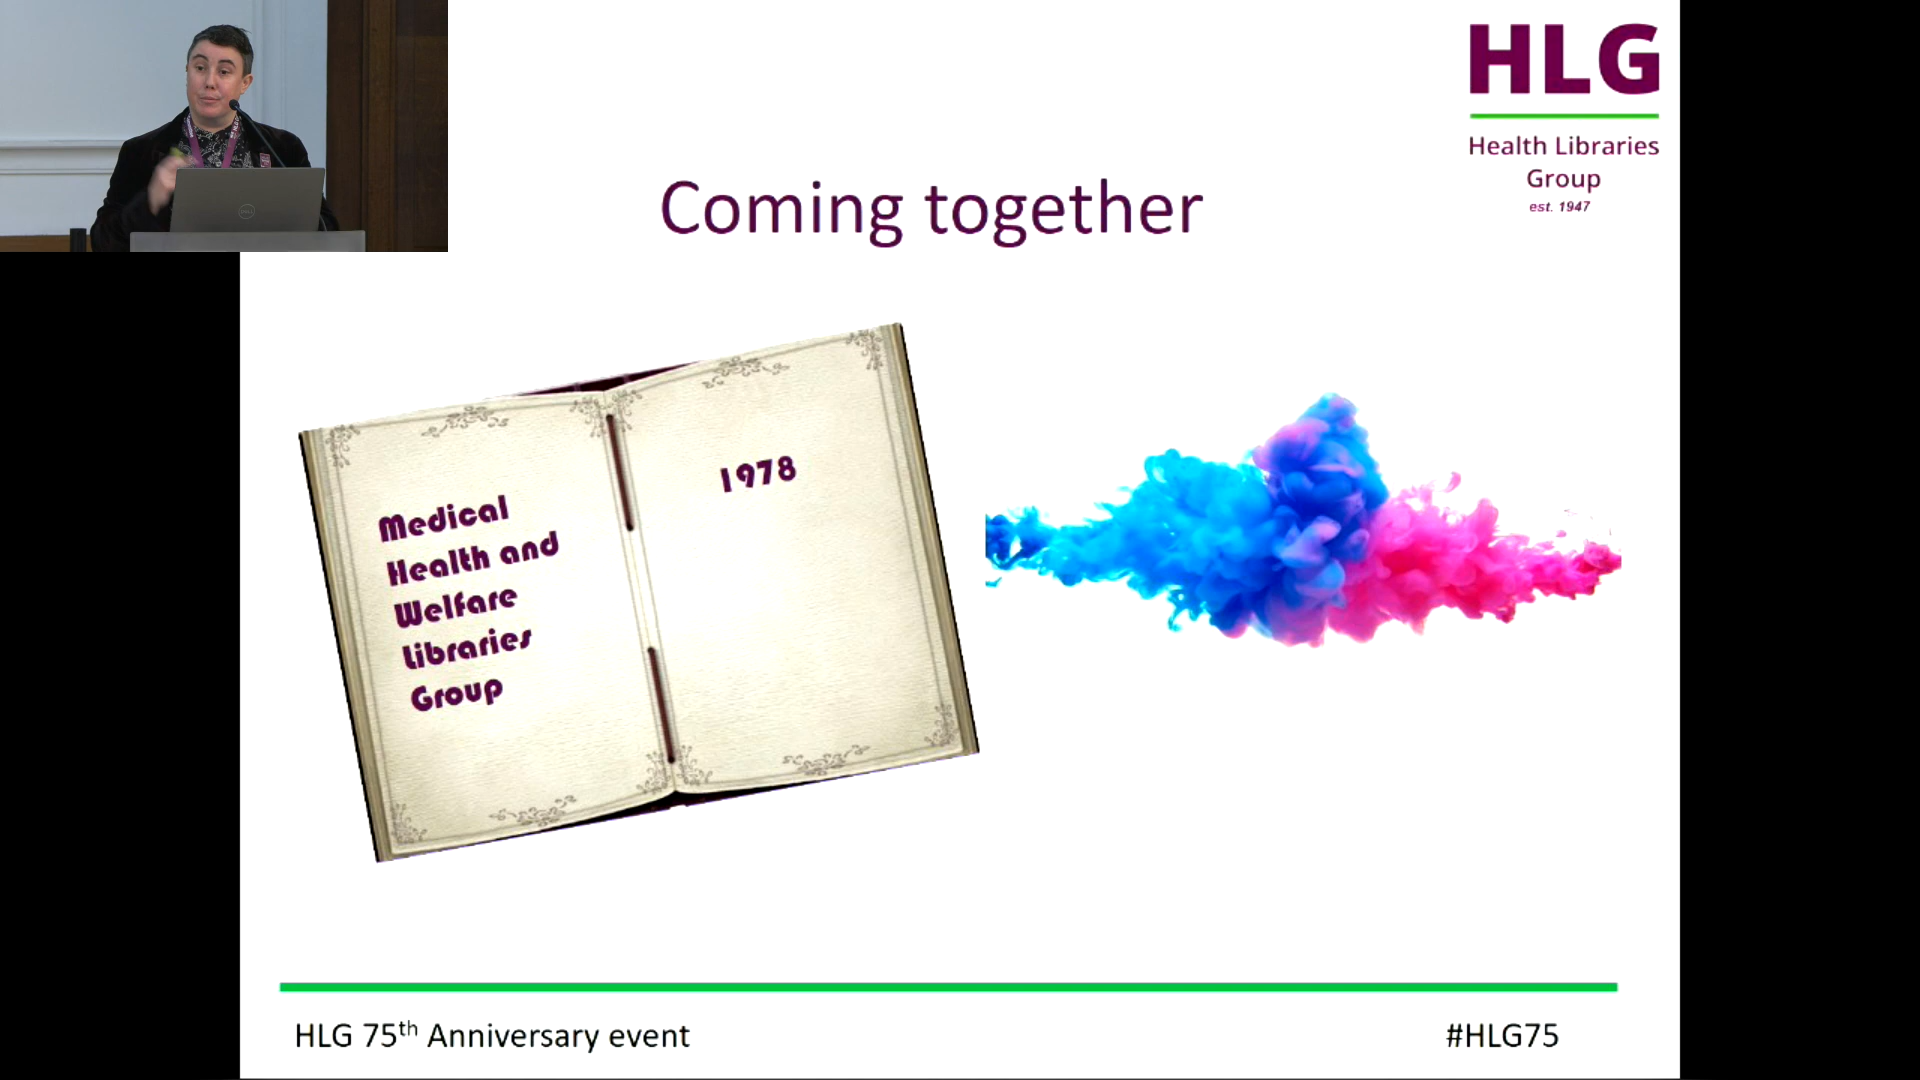 HLG
Health Libraries
Group
est. 1947
Coming together
Medical
Health and
Welfare
Libraries
Group
1978
HLG 75th Anniversary event
#HLG75